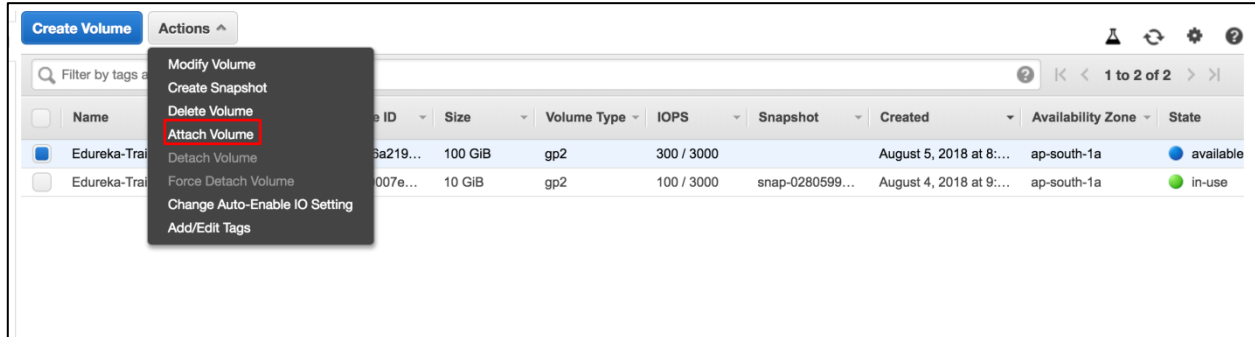 Create Volume Actions
Modify Volume
Filter by tags a 1 to 2 of 2
Create Snapshot
Delete Volume
Name e ID Size Volume Type IOPS Snapshot Created Availability Zone State
Attach Volume
Edureka-Trai 6a219... 100 GiB gp2 300 / 3000 August 5, 2018 at 8:... ap-south-1a available
Detach Volume
Edureka-Trai 007e... 10 GiB gp2 100 / 3000 snap-0280599... August 4, 2018 at 9:... ap-south-1a in-use
Force Detach Volume
Change Auto-Enable IO Setting
Add/Edit Tags